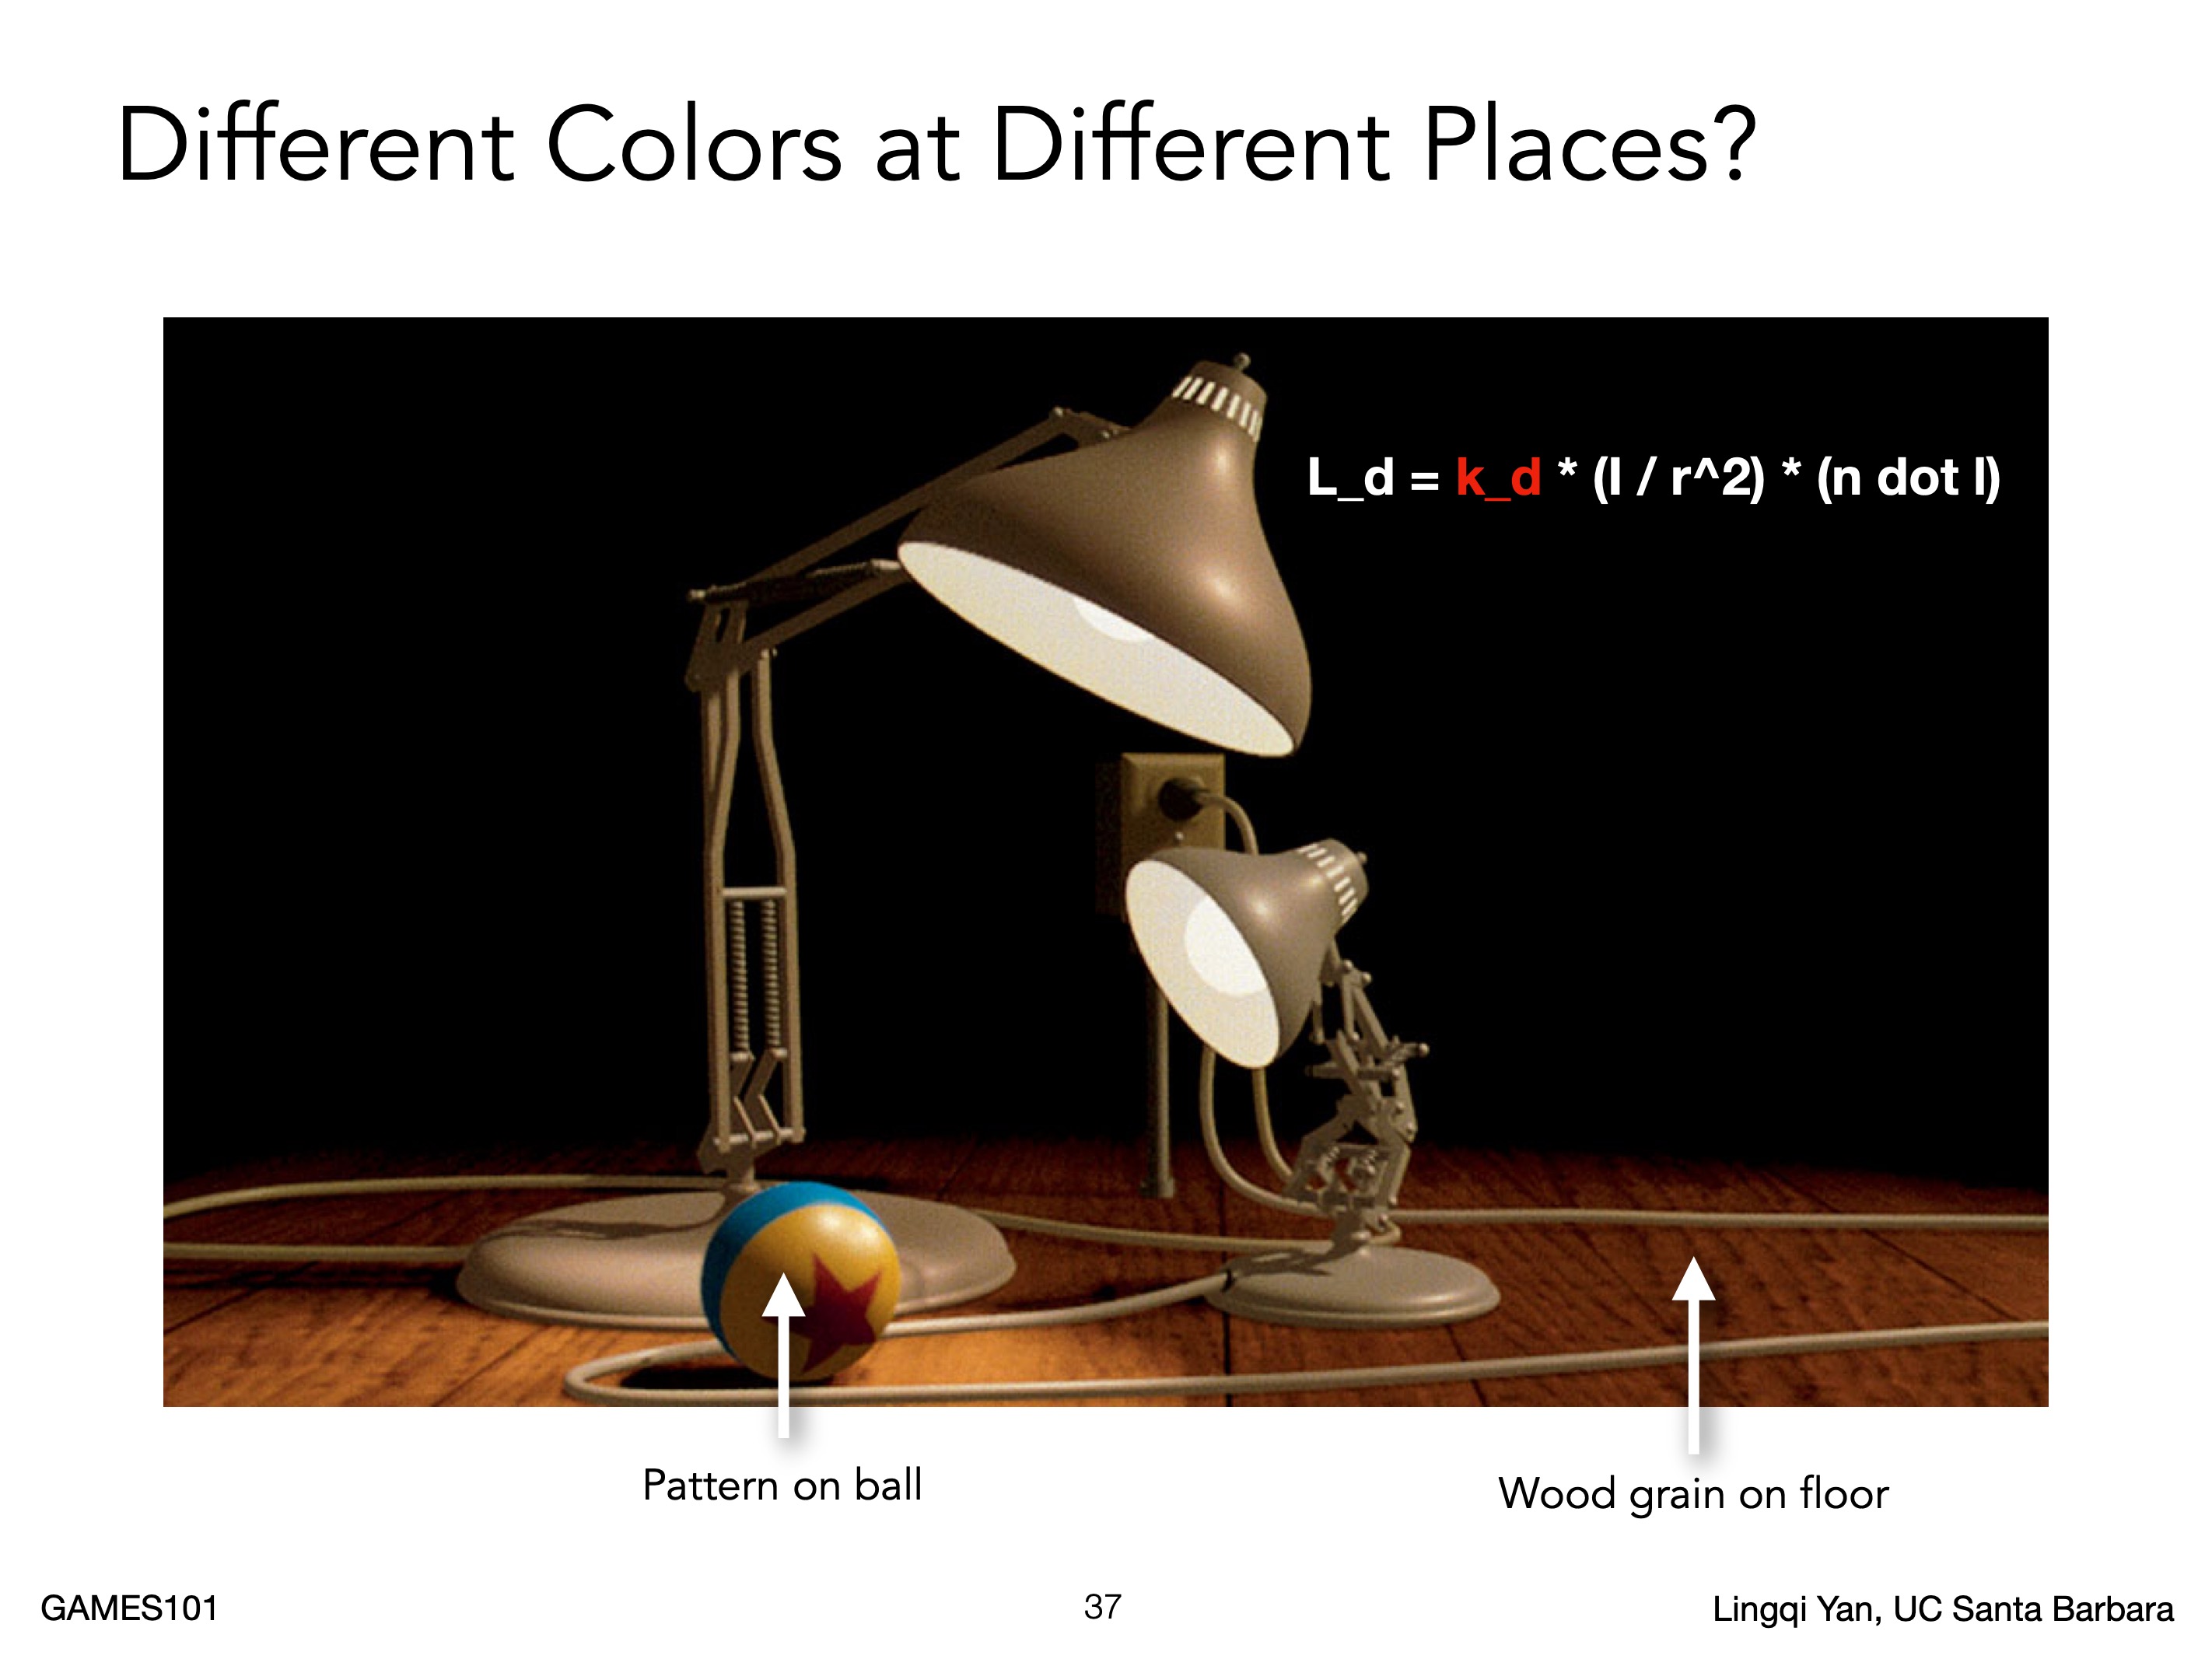 Different Colors at Different Places?
L_d = k_d * (I / r^2) * (n dot l)
Pattern on ball
Wood grain on floor
GAMES101
37
Lingqi Yan, UC Santa Barbara